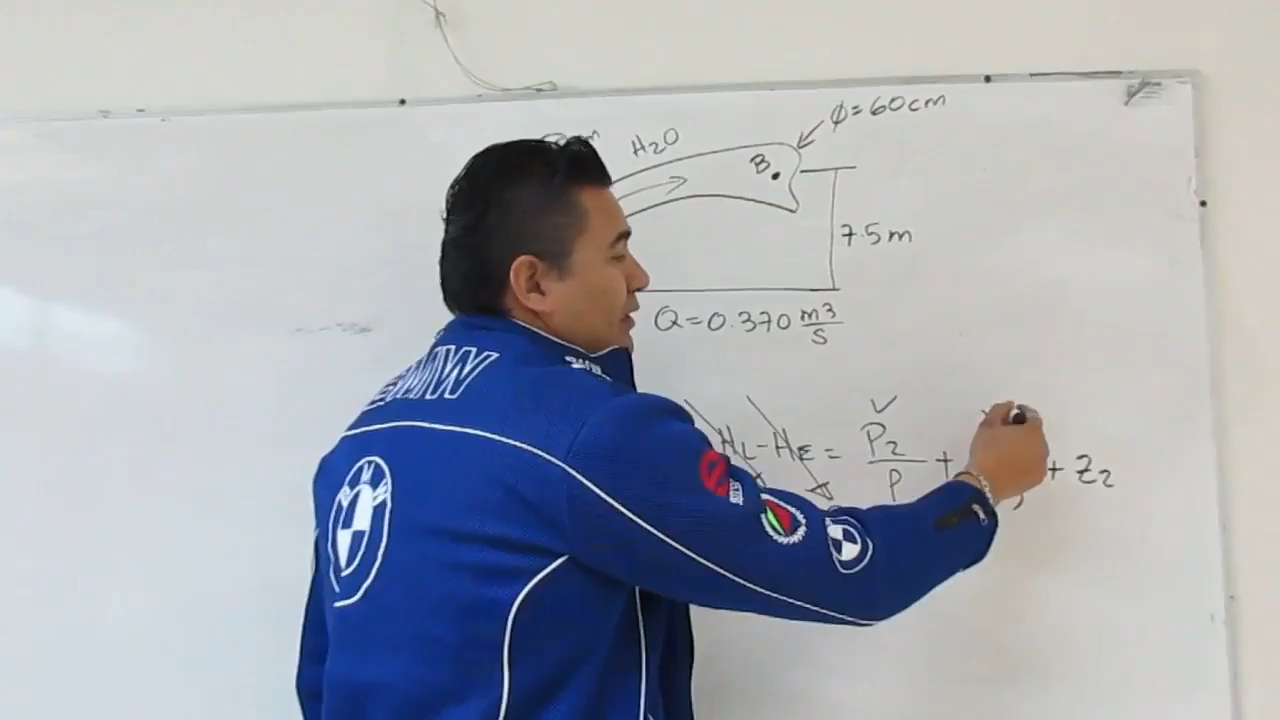 φ=60cm
H₂O
B
7.5m
Q=0.370 m³/s
HL-HE = P₂/ρ + + Z₂
BMW